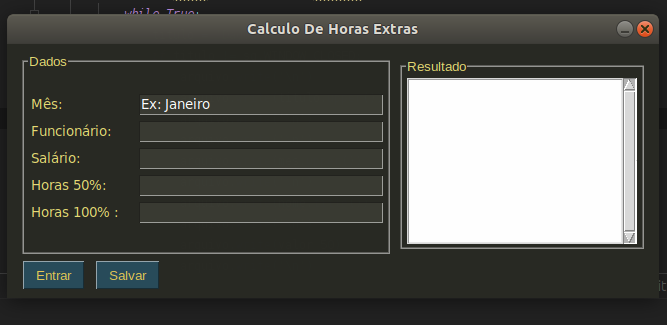 while True:
Calculo De Horas Extras
Dados
Mês: Ex: Janeiro
Funcionário:
Salário:
Horas 50%:
Horas 100% :
Resultado
Entrar Salvar
it